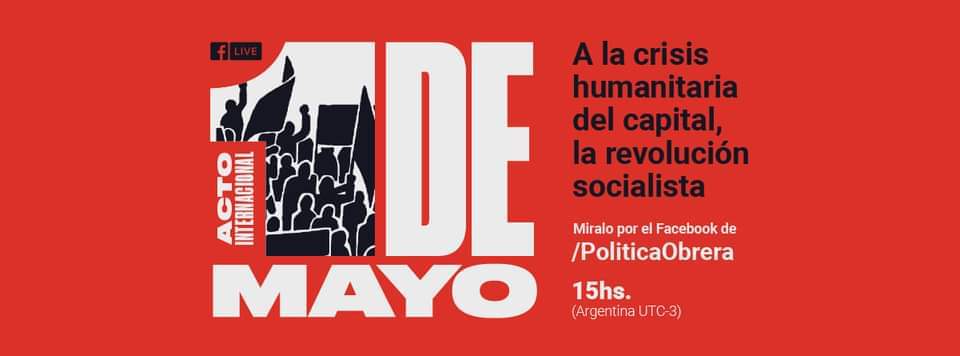 LIVE
1 DE
MAYO
ACTO
INTERNACIONAL
A la crisis
humanitaria
del capital,
la revolución
socialista
Miralo por el Facebook de
/PoliticaObrera
15hs.
(Argentina UTC-3)